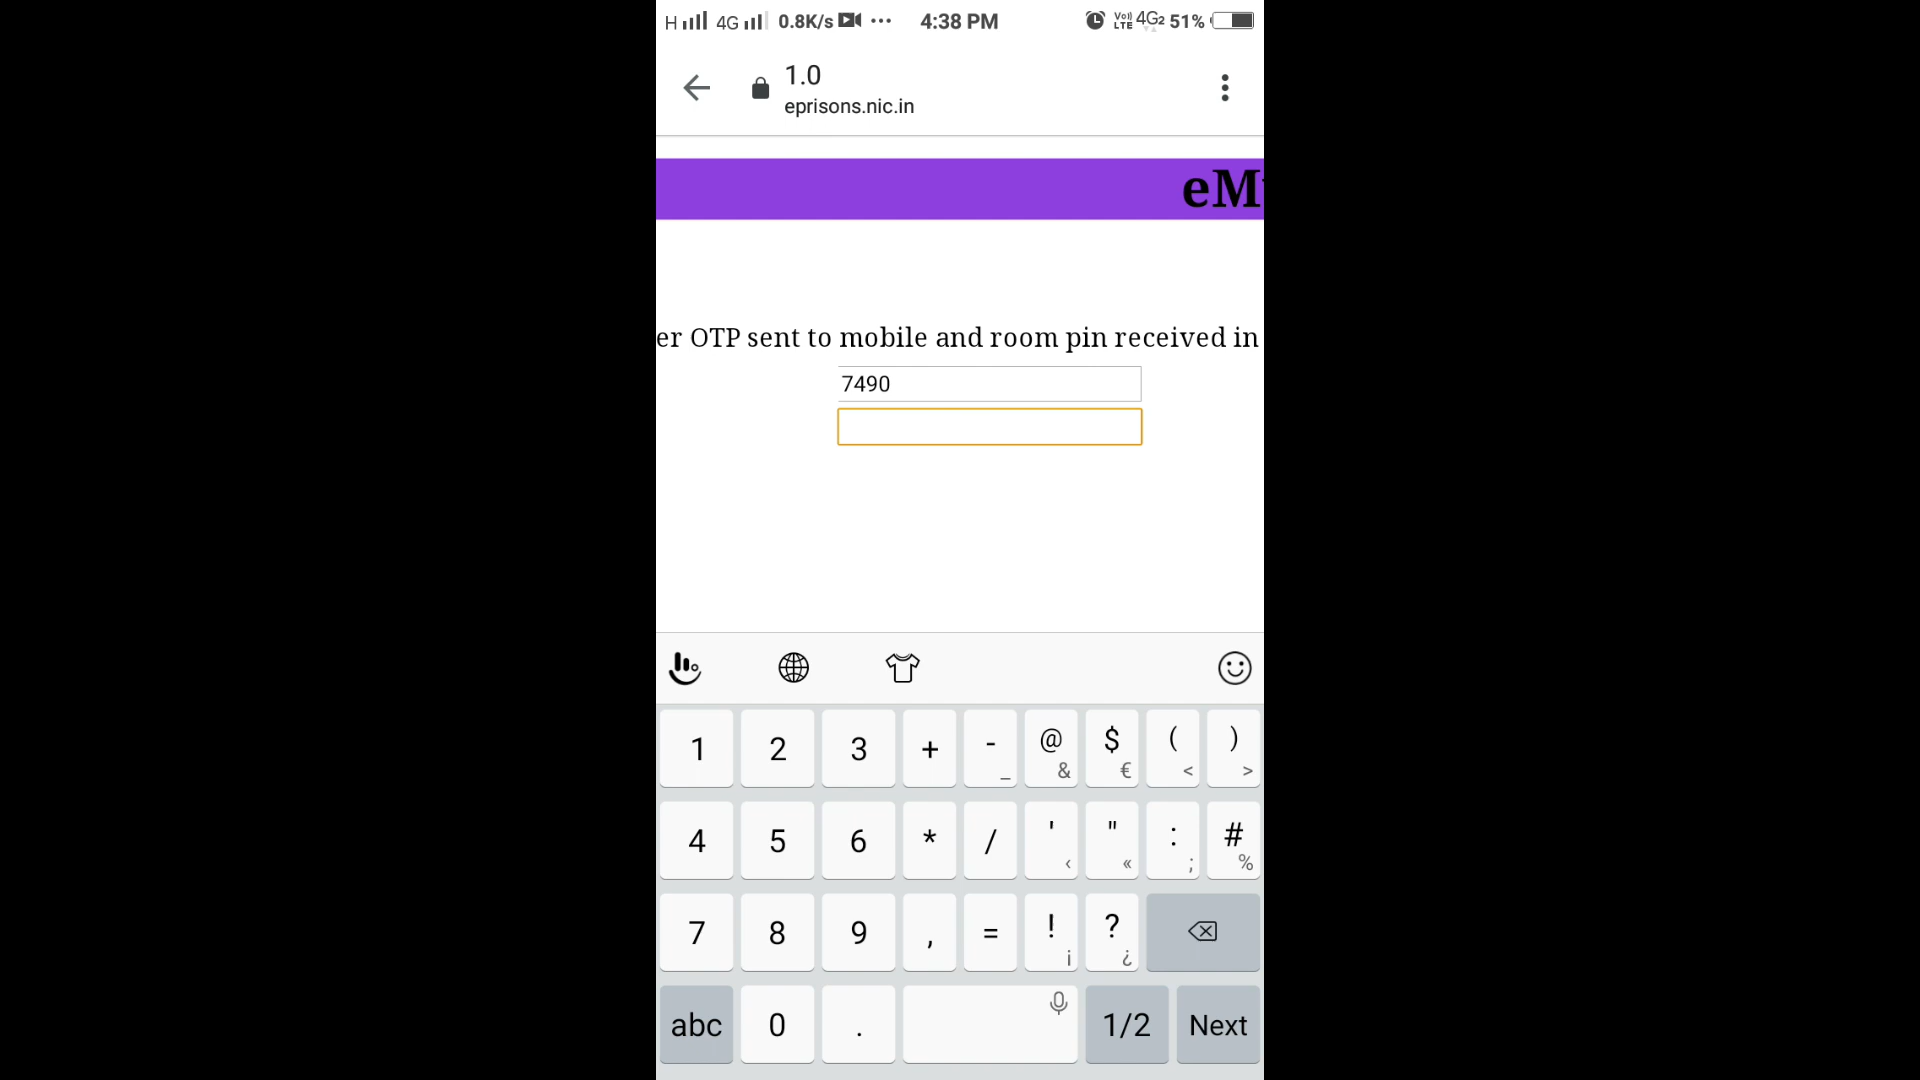 H 4G 0.8K/s ... 4:38 PM Vo)) LTE 4G2 51%
1.0
eprisons.nic.in
eM
er OTP sent to mobile and room pin received in
7490
1 2 3 + - _ @ & $ € ( < ) >
4 5 6 * / ' ‹ " « : ; # %
7 8 9 , = ! ¡ ? ¿
abc 0 . 1/2 Next